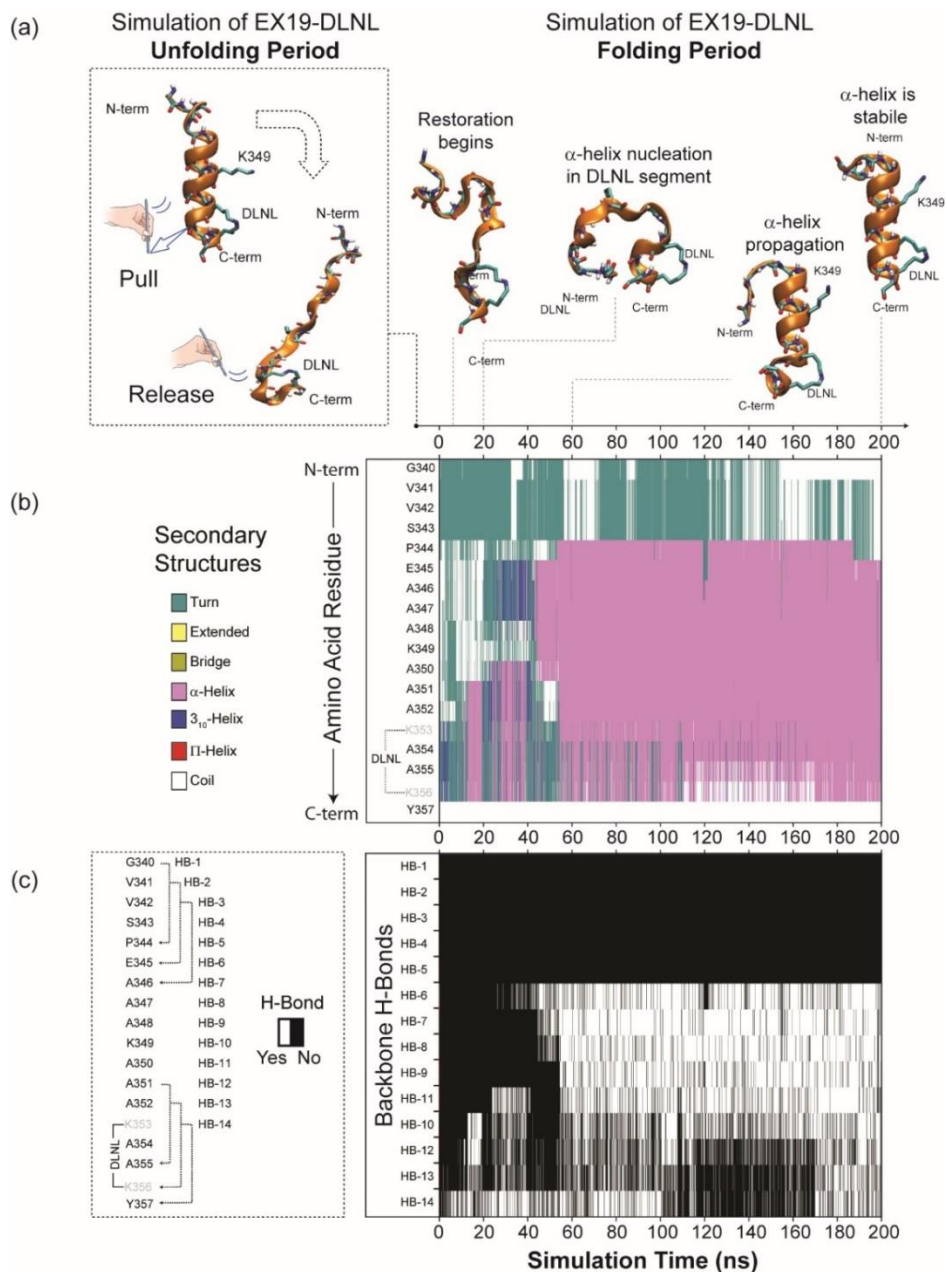 (a)
Simulation of EX19-DLNL
Unfolding Period
Simulation of EX19-DLNL
Folding Period
N-term
K349
DLNL
C-term
Pull
N-term
DLNL
C-term
Release
Restoration
begins
C-term
α-helix nucleation
in DLNL segment
DLNL
N-term
DLNL
C-term
α-helix
propagation
K349
N-term
C-term
DLNL
α-helix is
stabile
N-term
K349
DLNL
C-term
0 20 40 60 80 100 120 140 160 180 200
(b)
N-term
Amino Acid Residue
C-term
Secondary
Structures
Turn
Extended
Bridge
α-Helix
3₁₀-Helix
Π-Helix
Coil
G340
V341
V342
S343
P344
E345
A346
A347
A348
K349
A350
A351
A352
K353
A354
A355
K356
Y357
DLNL
0 20 40 60 80 100 120 140 160 180 200
(c)
G340 HB-1
V341 HB-2
V342 HB-3
S343 HB-4
P344 HB-5
E345 HB-6
A346 HB-7
A347 HB-8
A348 HB-9
K349 HB-10
A350 HB-11
A351 HB-12
A352 HB-13
K353 HB-14
A354
A355
K356
Y357
DLNL
H-Bond
Yes No
Backbone H-Bonds
HB-1
HB-2
HB-3
HB-4
HB-5
HB-6
HB-7
HB-8
HB-9
HB-11
HB-10
HB-12
HB-13
HB-14
0 20 40 60 80 100 120 140 160 180 200
Simulation Time (ns)